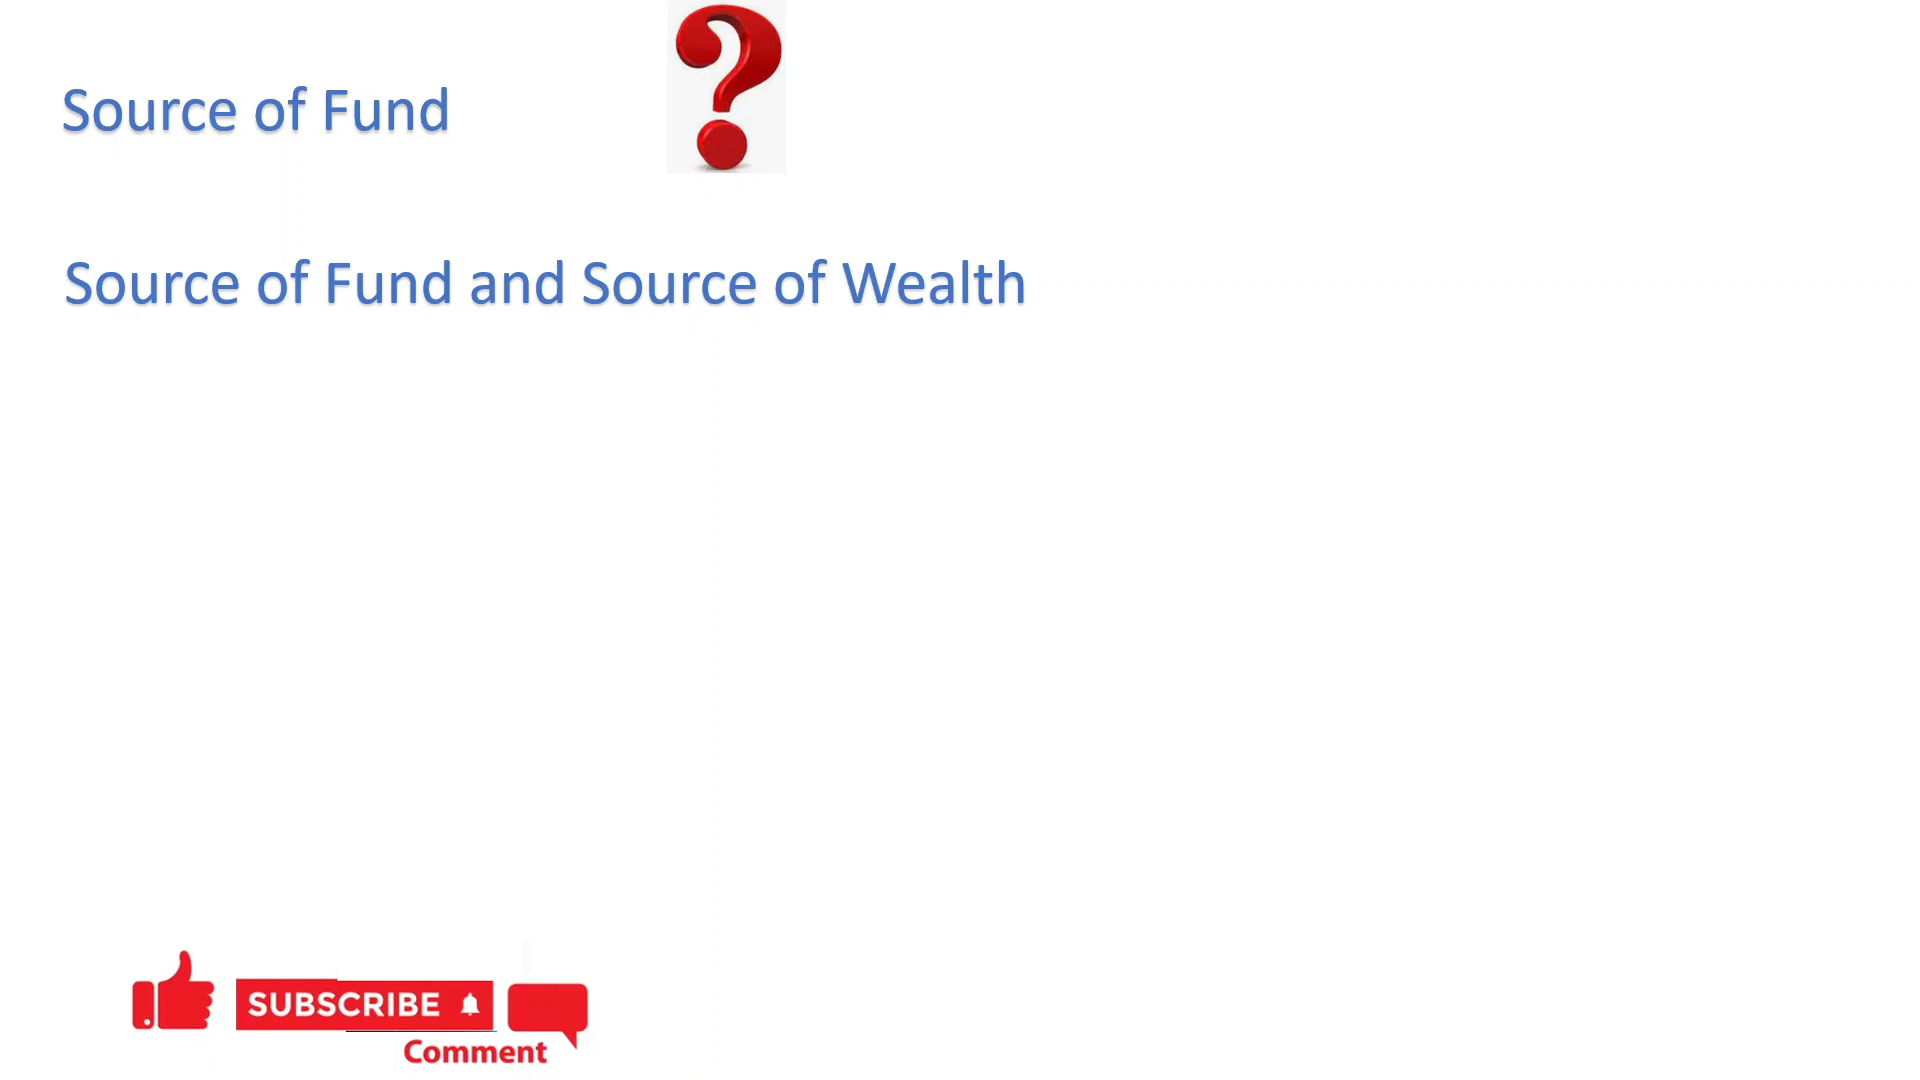 Source of Fund
Source of Fund and Source of Wealth
SUBSCRIBE
Comment